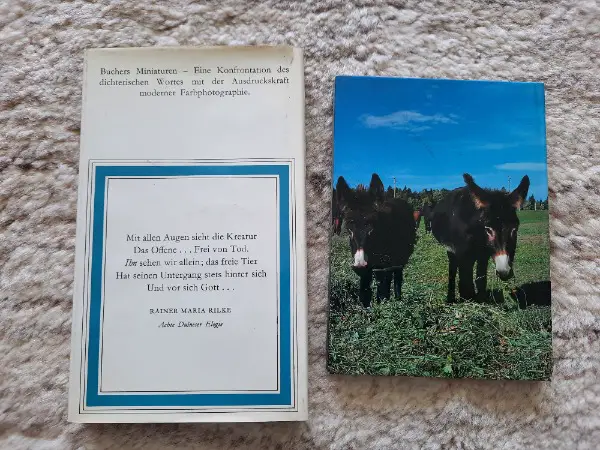 Buchers Miniaturen – Eine Konfrontation des
dichterischen Wortes mit der Ausdruckskraft
moderner Farbphotographie.
Mit allen Augen sieht die Kreatur
Das Offene . . . Frei von Tod.
Ihn sehen wir allein; das freie Tier
Hat seinen Untergang stets hinter sich
Und vor sich Gott . . .
RAINER MARIA RILKE
Achte Duineser Elegie